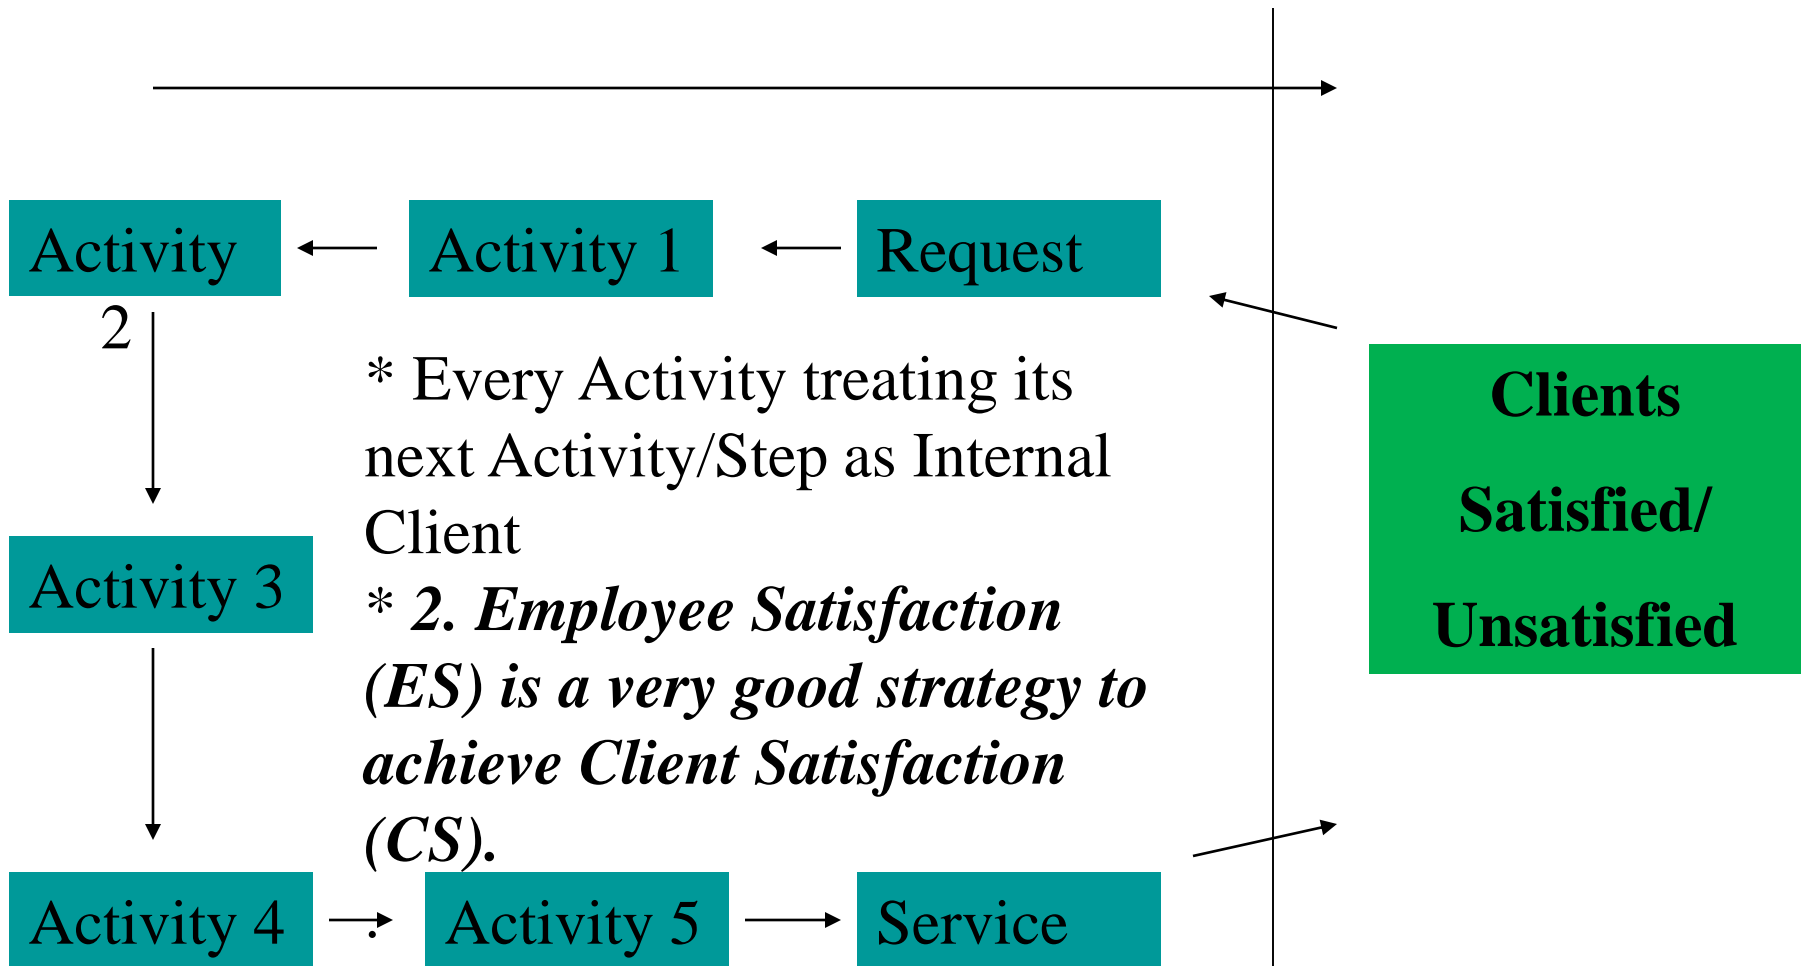 Activity 2
Activity 1
Request
* Every Activity treating its
next Activity/Step as Internal
Client
* 2. Employee Satisfaction
(ES) is a very good strategy to
achieve Client Satisfaction
(CS).
.
Clients
Satisfied/
Unsatisfied
Activity 3
Activity 4
Activity 5
Service